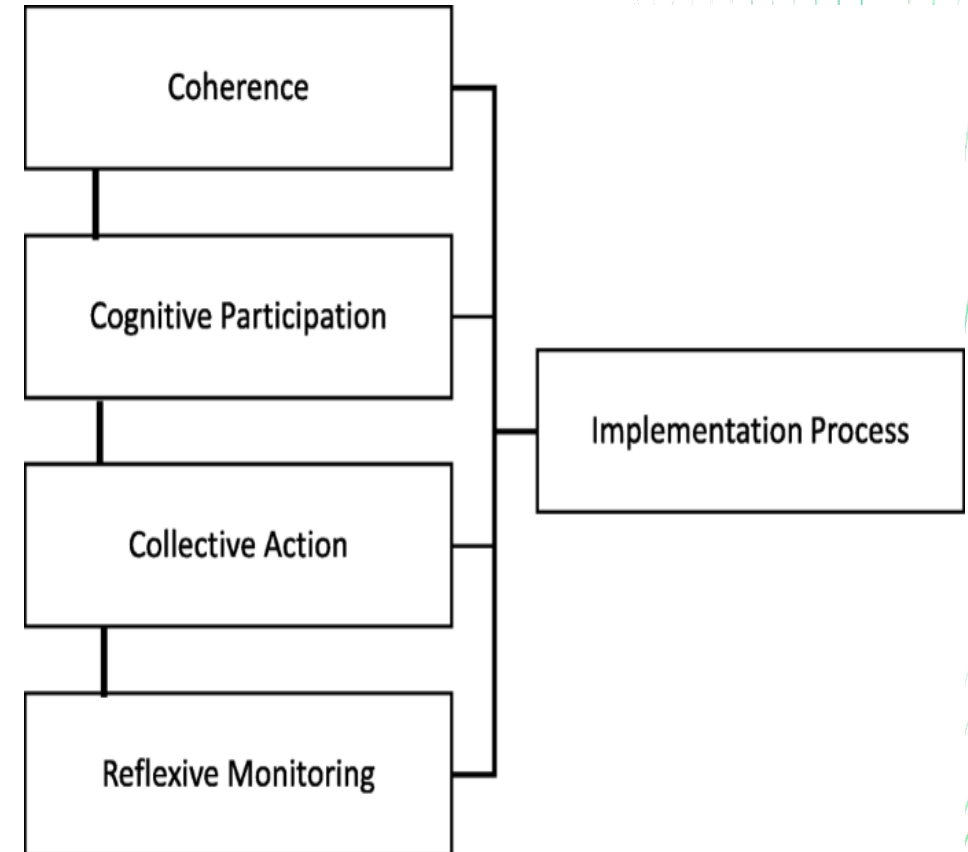 Coherence
Cognitive Participation
Collective Action
Reflexive Monitoring
Implementation Process